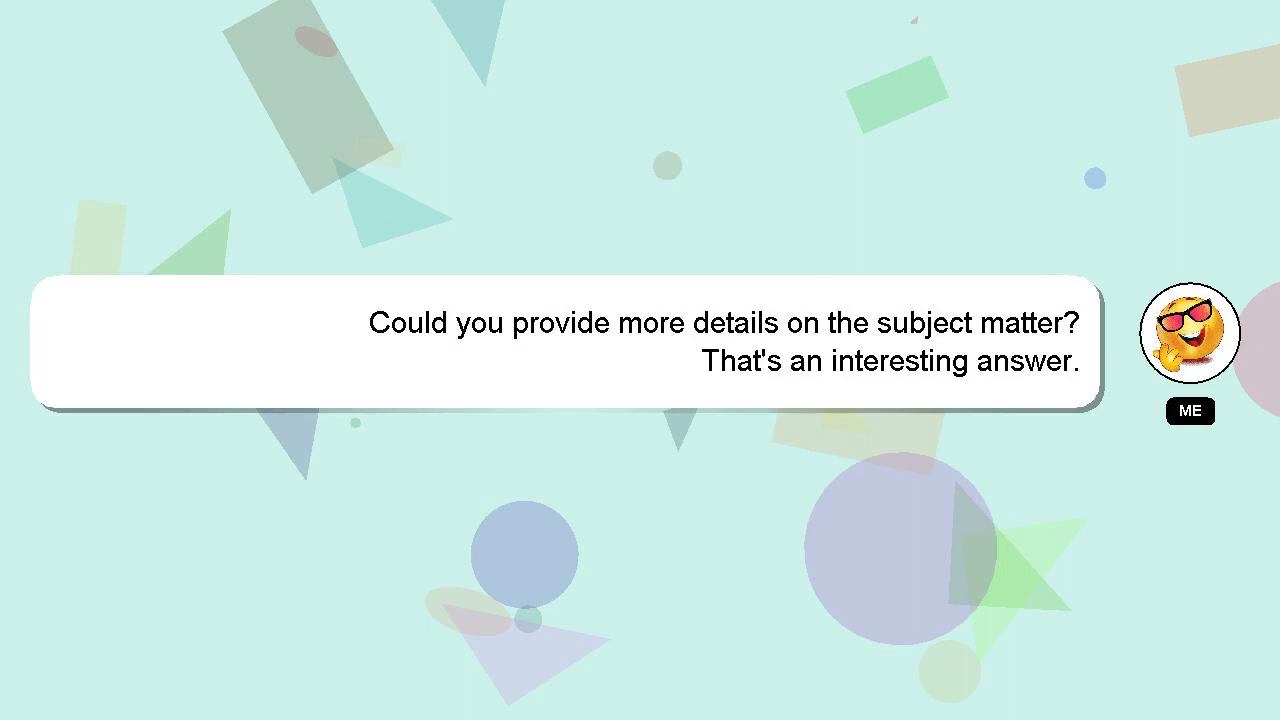 Could you provide more details on the subject matter?
That's an interesting answer.
ME